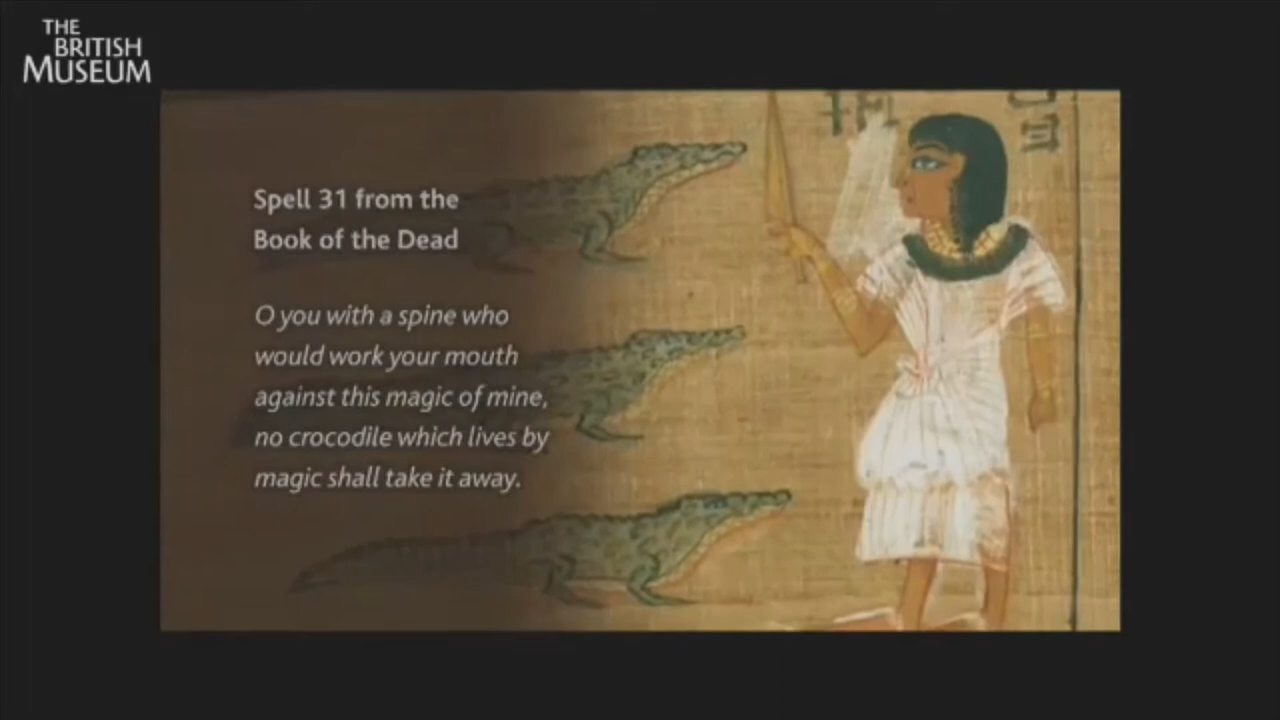 THE
BRITISH
MUSEUM
Spell 31 from the
Book of the Dead
O you with a spine who
would work your mouth
against this magic of mine,
no crocodile which lives by
magic shall take it away.